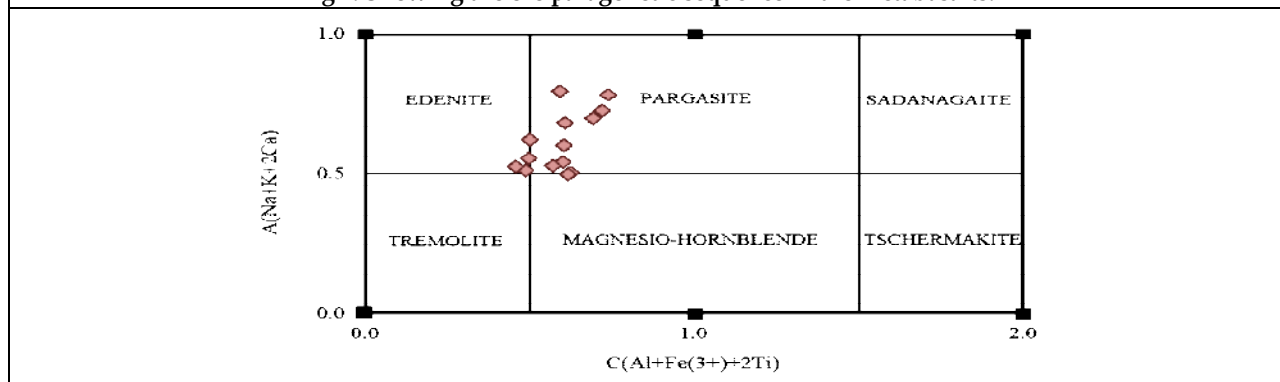 1.0
EDENITE PARGASITE SADANAGAITE
A(Na+K+2Ca)
0.5
TREMOLITE MAGNESIO-HORNBLENDE TSCHERMAKITE
0.0
0.0 1.0 2.0
C(Al+Fe(3+)+2Ti)